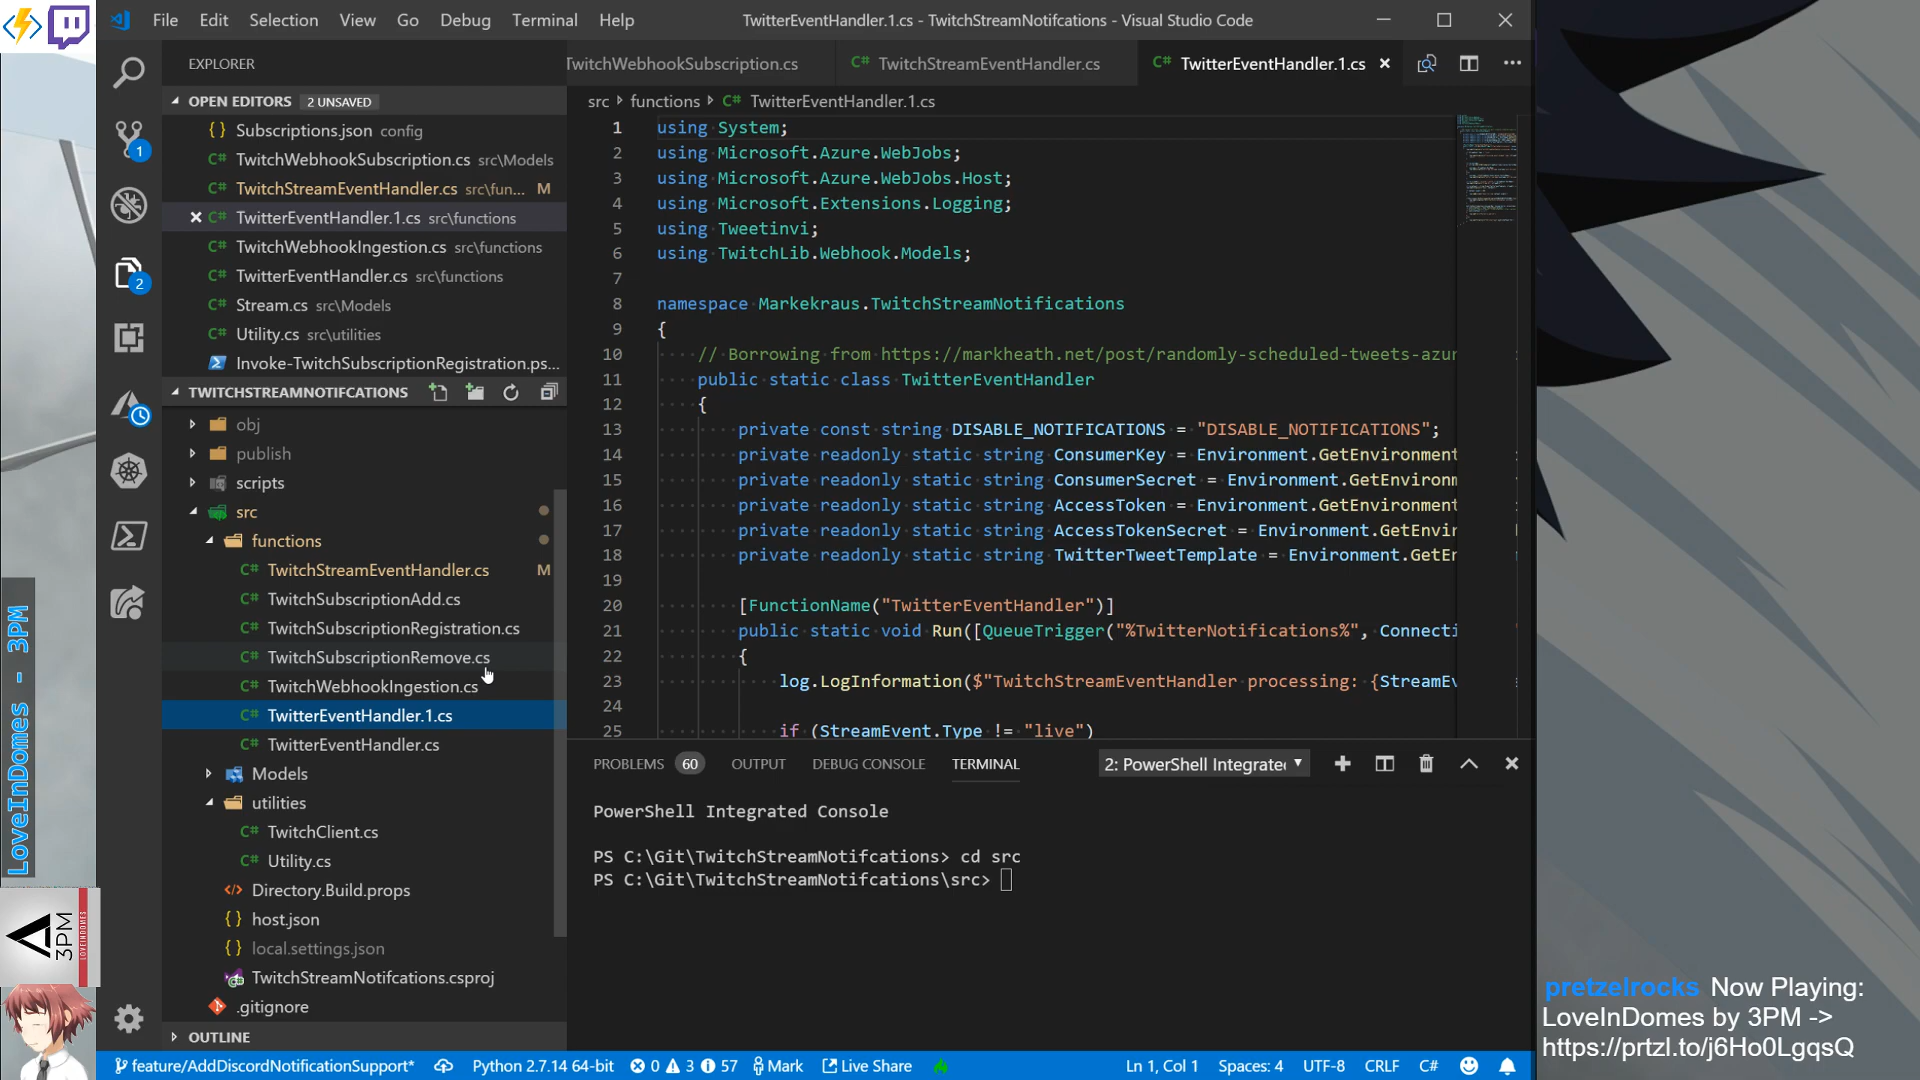 File Edit Selection View Go Debug Terminal Help
TwitterEventHandler.1.cs - TwitchStreamNotifcations - Visual Studio Code
EXPLORER
OPEN EDITORS 2 UNSAVED
{} Subscriptions.json config
C# TwitchWebhookSubscription.cs src\Models
C# TwitchStreamEventHandler.cs src\fun... M
C# TwitterEventHandler.1.cs src\functions
C# TwitchWebhookIngestion.cs src\functions
C# TwitterEventHandler.cs src\functions
C# Stream.cs src\Models
C# Utility.cs src\utilities
Invoke-TwitchSubscriptionRegistration.ps...
TWITCHSTREAMNOTIFCATIONS
obj
publish
scripts
src
functions
C# TwitchStreamEventHandler.cs M
C# TwitchSubscriptionAdd.cs
C# TwitchSubscriptionRegistration.cs
C# TwitchSubscriptionRemove.cs
C# TwitchWebhookIngestion.cs
C# TwitterEventHandler.1.cs
C# TwitterEventHandler.cs
Models
utilities
C# TwitchClient.cs
C# Utility.cs
Directory.Build.props
{} host.json
{} local.settings.json
TwitchStreamNotifcations.csproj
.gitignore
OUTLINE
1
2
TwitchWebhookSubscription.cs C# TwitchStreamEventHandler.cs C# TwitterEventHandler.1.cs
src functions C# TwitterEventHandler.1.cs
1 using System;
2 using Microsoft.Azure.WebJobs;
3 using Microsoft.Azure.WebJobs.Host;
4 using Microsoft.Extensions.Logging;
5 using Tweetinvi;
6 using TwitchLib.Webhook.Models;
7
8 namespace Markekraus.TwitchStreamNotifications
9 {
10 // Borrowing from https://markheath.net/post/randomly-scheduled-tweets-azur
11 public static class TwitterEventHandler
12 {
13 private const string DISABLE_NOTIFICATIONS = "DISABLE_NOTIFICATIONS";
14 private readonly static string ConsumerKey = Environment.GetEnvironment
15 private readonly static string ConsumerSecret = Environment.GetEnvironm
16 private readonly static string AccessToken = Environment.GetEnvironment
17 private readonly static string AccessTokenSecret = Environment.GetEnvir
18 private readonly static string TwitterTweetTemplate = Environment.GetEn
19
20 [FunctionName("TwitterEventHandler")]
21 public static void Run([QueueTrigger("%TwitterNotifications%", Connecti
22 {
23 log.LogInformation($"TwitchStreamEventHandler processing: {StreamEv
24
25 if (StreamEvent.Type != "live")
PROBLEMS 60 OUTPUT DEBUG CONSOLE TERMINAL 2: PowerShell Integrate
PowerShell Integrated Console
PS C:\Git\TwitchStreamNotifcations> cd src
PS C:\Git\TwitchStreamNotifcations\src>
feature/AddDiscordNotificationSupport* Python 2.7.14 64-bit 0 3 57 Mark Live Share Ln 1, Col 1 Spaces: 4 UTF-8 CRLF C#
LoveInDomes - 3PM
3PM
LOVEINDOMES
pretzelrocks Now Playing:
LoveInDomes by 3PM ->
https://prtzl.to/j6Ho0LgqsQ